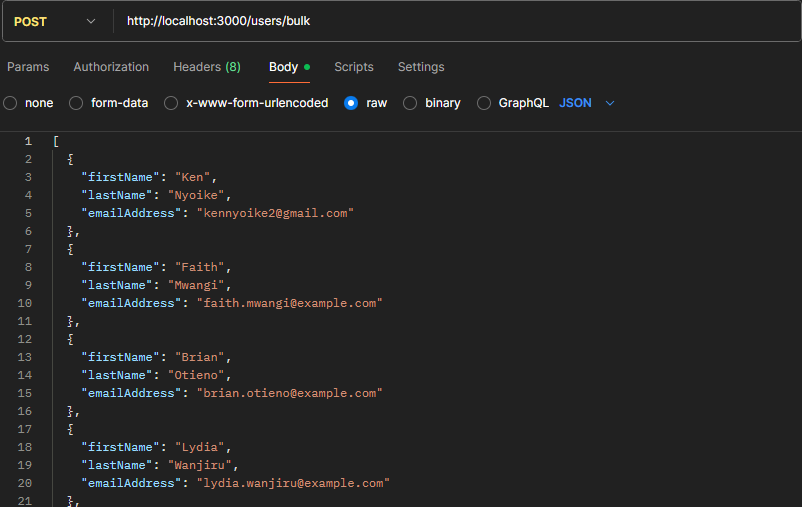 POST http://localhost:3000/users/bulk
Params Authorization Headers (8) Body Scripts Settings
none form-data x-www-form-urlencoded raw binary GraphQL JSON
1 [
2 {
3 "firstName": "Ken",
4 "lastName": "Nyoike",
5 "emailAddress": "kennyoike2@gmail.com"
6 },
7 {
8 "firstName": "Faith",
9 "lastName": "Mwangi",
10 "emailAddress": "faith.mwangi@example.com"
11 },
12 {
13 "firstName": "Brian",
14 "lastName": "Otieno",
15 "emailAddress": "brian.otieno@example.com"
16 },
17 {
18 "firstName": "Lydia",
19 "lastName": "Wanjiru",
20 "emailAddress": "lydia.wanjiru@example.com"
21 },